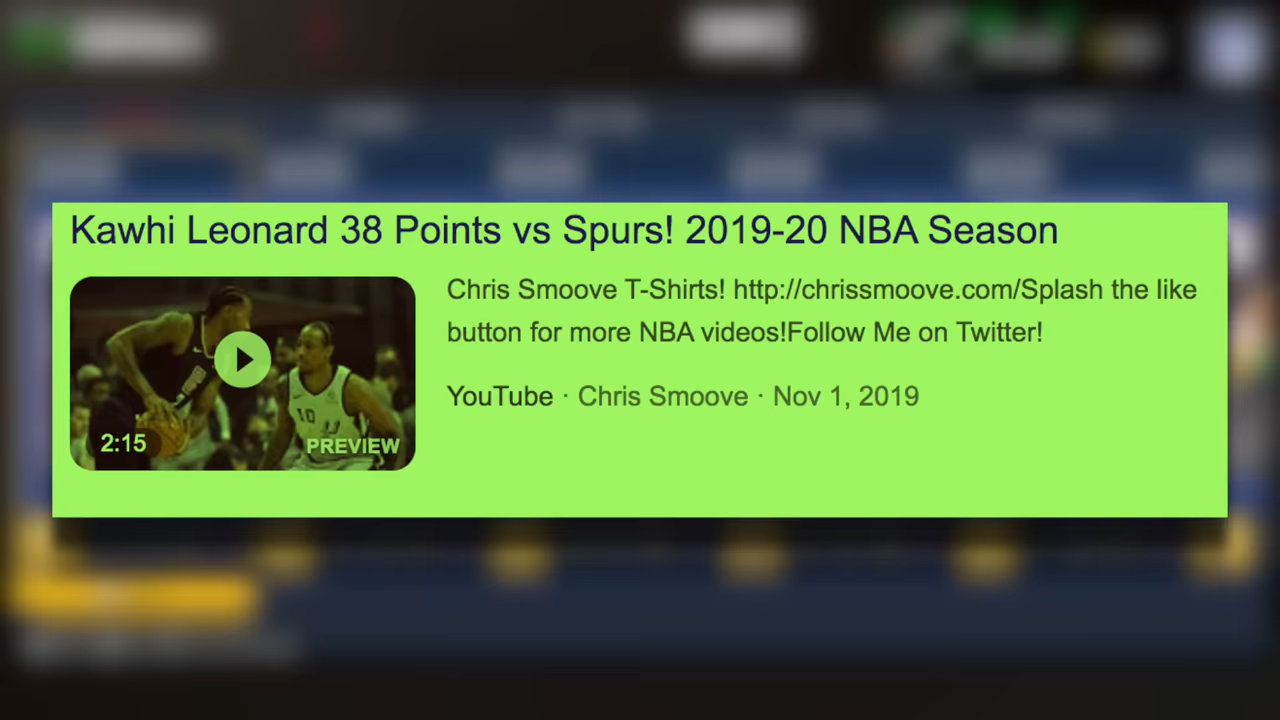 Kawhi Leonard 38 Points vs Spurs! 2019-20 NBA Season
Chris Smoove T-Shirts! http://chrissmoove.com/Splash the like
button for more NBA videos!Follow Me on Twitter!
YouTube · Chris Smoove · Nov 1, 2019
10
2:15
PREVIEW